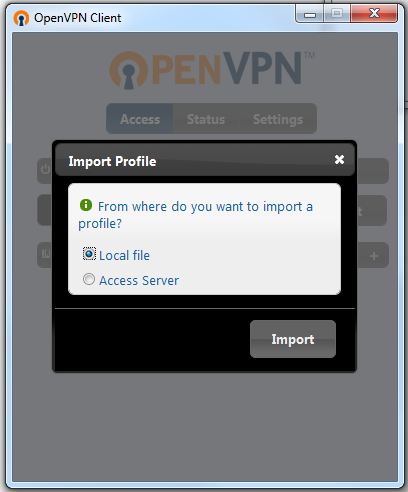 OpenVPN Client
OPENVPN™
Access Status Settings
Import Profile
From where do you want to import a
profile?
Local file
Access Server
Import